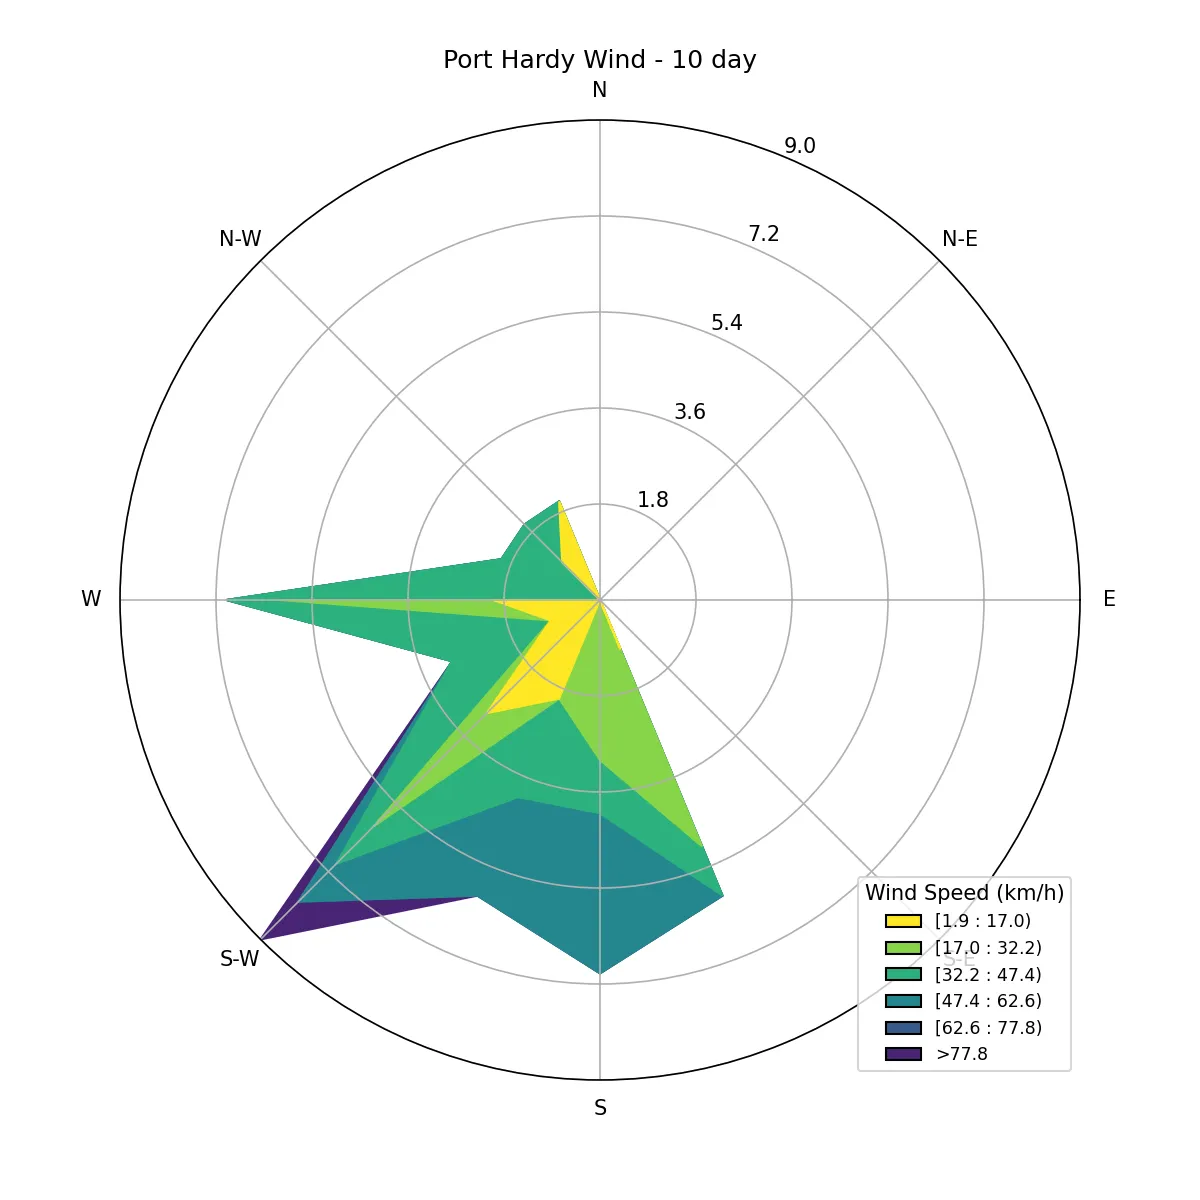 Port Hardy Wind - 10 day
N
9.0
N-W
7.2
N-E
5.4
3.6
1.8
W
E
S-W
S-E
S
Wind Speed (km/h)
[1.9 : 17.0)
[17.0 : 32.2)
[32.2 : 47.4)
[47.4 : 62.6)
[62.6 : 77.8)
>77.8